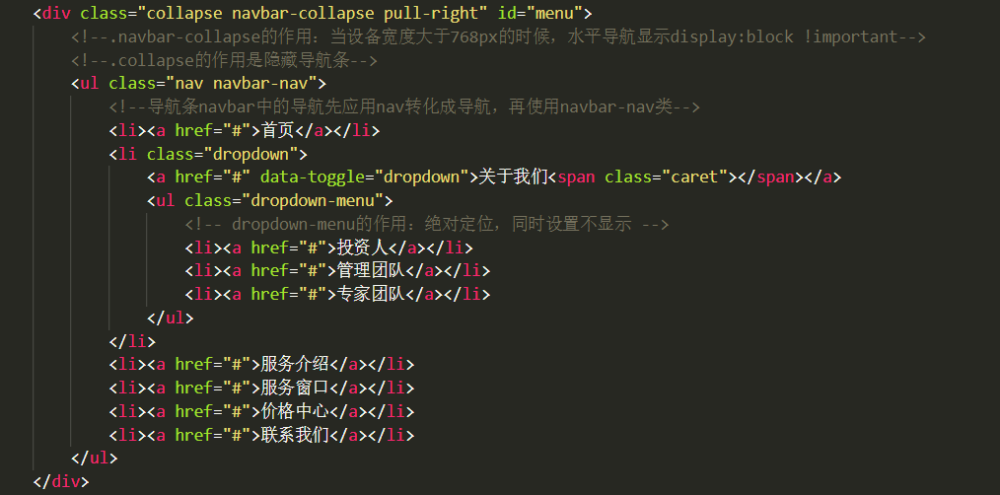 <div class="collapse navbar-collapse pull-right" id="menu">
<!--.navbar-collapse的作用：当设备宽度大于768px的时候，水平导航显示display:block !important-->
<!--.collapse的作用是隐藏导航条-->
<ul class="nav navbar-nav">
<!--导航条navbar中的导航先应用nav转化成导航，再使用navbar-nav类-->
<li><a href="#">首页</a></li>
<li class="dropdown">
<a href="#" data-toggle="dropdown">关于我们<span class="caret"></span></a>
<ul class="dropdown-menu">
<!-- dropdown-menu的作用：绝对定位，同时设置不显示 -->
<li><a href="#">投资人</a></li>
<li><a href="#">管理团队</a></li>
<li><a href="#">专家团队</a></li>
</ul>
</li>
<li><a href="#">服务介绍</a></li>
<li><a href="#">服务窗口</a></li>
<li><a href="#">价格中心</a></li>
<li><a href="#">联系我们</a></li>
</ul>
</div>